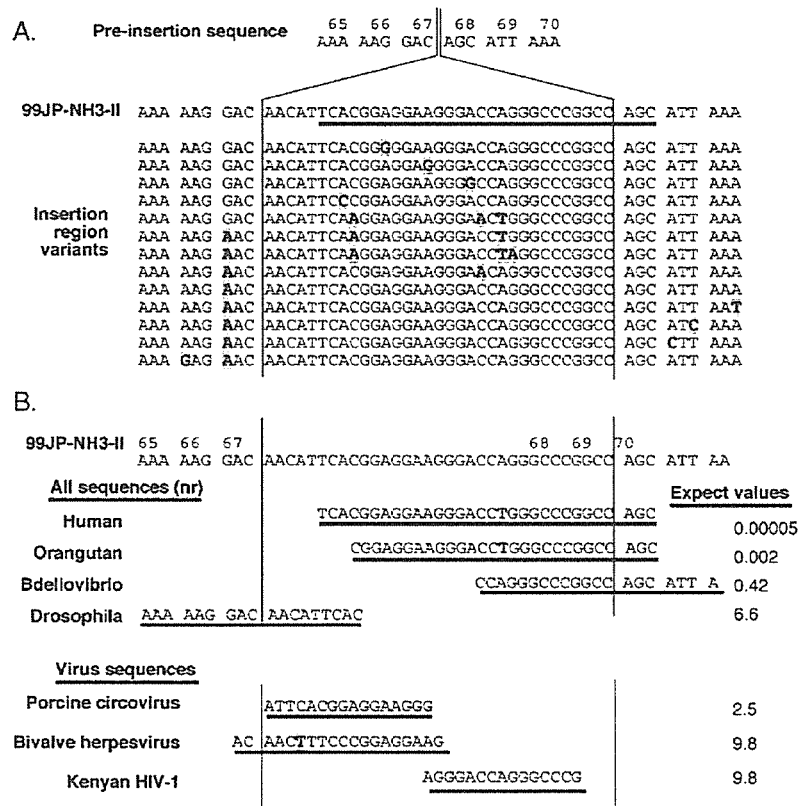 A.
65 66 67 68 69 70
Pre-insertion sequence AAA AAG GAC AGC ATT AAA
99JP-NH3-II AAA AAG GAC AACATTCACGGAGGAAGGGACCAGGGCCCGGCC AGC ATT AAA
Insertion region variants
AAA AAG GAC AACATTCACGGGGGAAGGGACCAGGGCCCGGCC AGC ATT AAA
AAA AAG GAC AACATTCACGGAGGAGGGGACCAGGGCCCGGCC AGC ATT AAA
AAA AAG GAC AACATTCACGGAGGAAGGGGCCAGGGCCCGGCC AGC ATT AAA
AAA AAG GAC AACATTCCCGGAGGAAGGGACCAGGGCCCGGCC AGC ATT AAA
AAA AAG GAC AACATTCAAGGAGGAAGGGAACTGGGCCCGGCC AGC ATT AAA
AAA AAG AAC AACATTCAAGGAGGAAGGGACCTGGGCCCGGCC AGC ATT AAA
AAA AAG AAC AACATTCAAGGAGGAAGGGACCTAGGCCCGGCC AGC ATT AAA
AAA AAG AAC AACATTCACGGAGGAAGGGAACAGGGCCCGGCC AGC ATT AAA
AAA AAG AAC AACATTCACGGAGGAAGGGACCAGGGCCCGGCC AGC ATT AAA
AAA AAG AAC AACATTCACGGAGGAAGGGACCAGGGCCCGGCC AGC ATT AAT
AAA AAG AAC AACATTCACGGAGGAAGGGACCAGGGCCCGGCC AGC ATC AAA
AAA AAG AAC AACATTCACGGAGGAAGGGACCAGGGCCCGGCC AGC CTT AAA
AAA GAG AAC AACATTCACGGAGGAAGGGACCAGGGCCCGGCC AGC ATT AAA
B.
65 66 67 68 69 70
99JP-NH3-II AAA AAG GAC AACATTCACGGAGGAAGGGACCAGGGCCCGGCC AGC ATT AA
All sequences (nr) Expect values
Human TCACGGAGGAAGGGACCTGGGCCCGGCC AGC 0.00005
Orangutan CGGAGGAAGGGACCTGGGCCCGGCC AGC 0.002
Bdellovibrio CCAGGGCCCGGCC AGC ATT A 0.42
Drosophila AAA AAG GAC AACATTCAC 6.6
Virus sequences
Porcine circovirus ATTCACGGAGGAAGGG 2.5
Bivalve herpesvirus AC AACTTTCCCGGAGGAAG 9.8
Kenyan HIV-1 AGGGACCAGGGCCCG 9.8